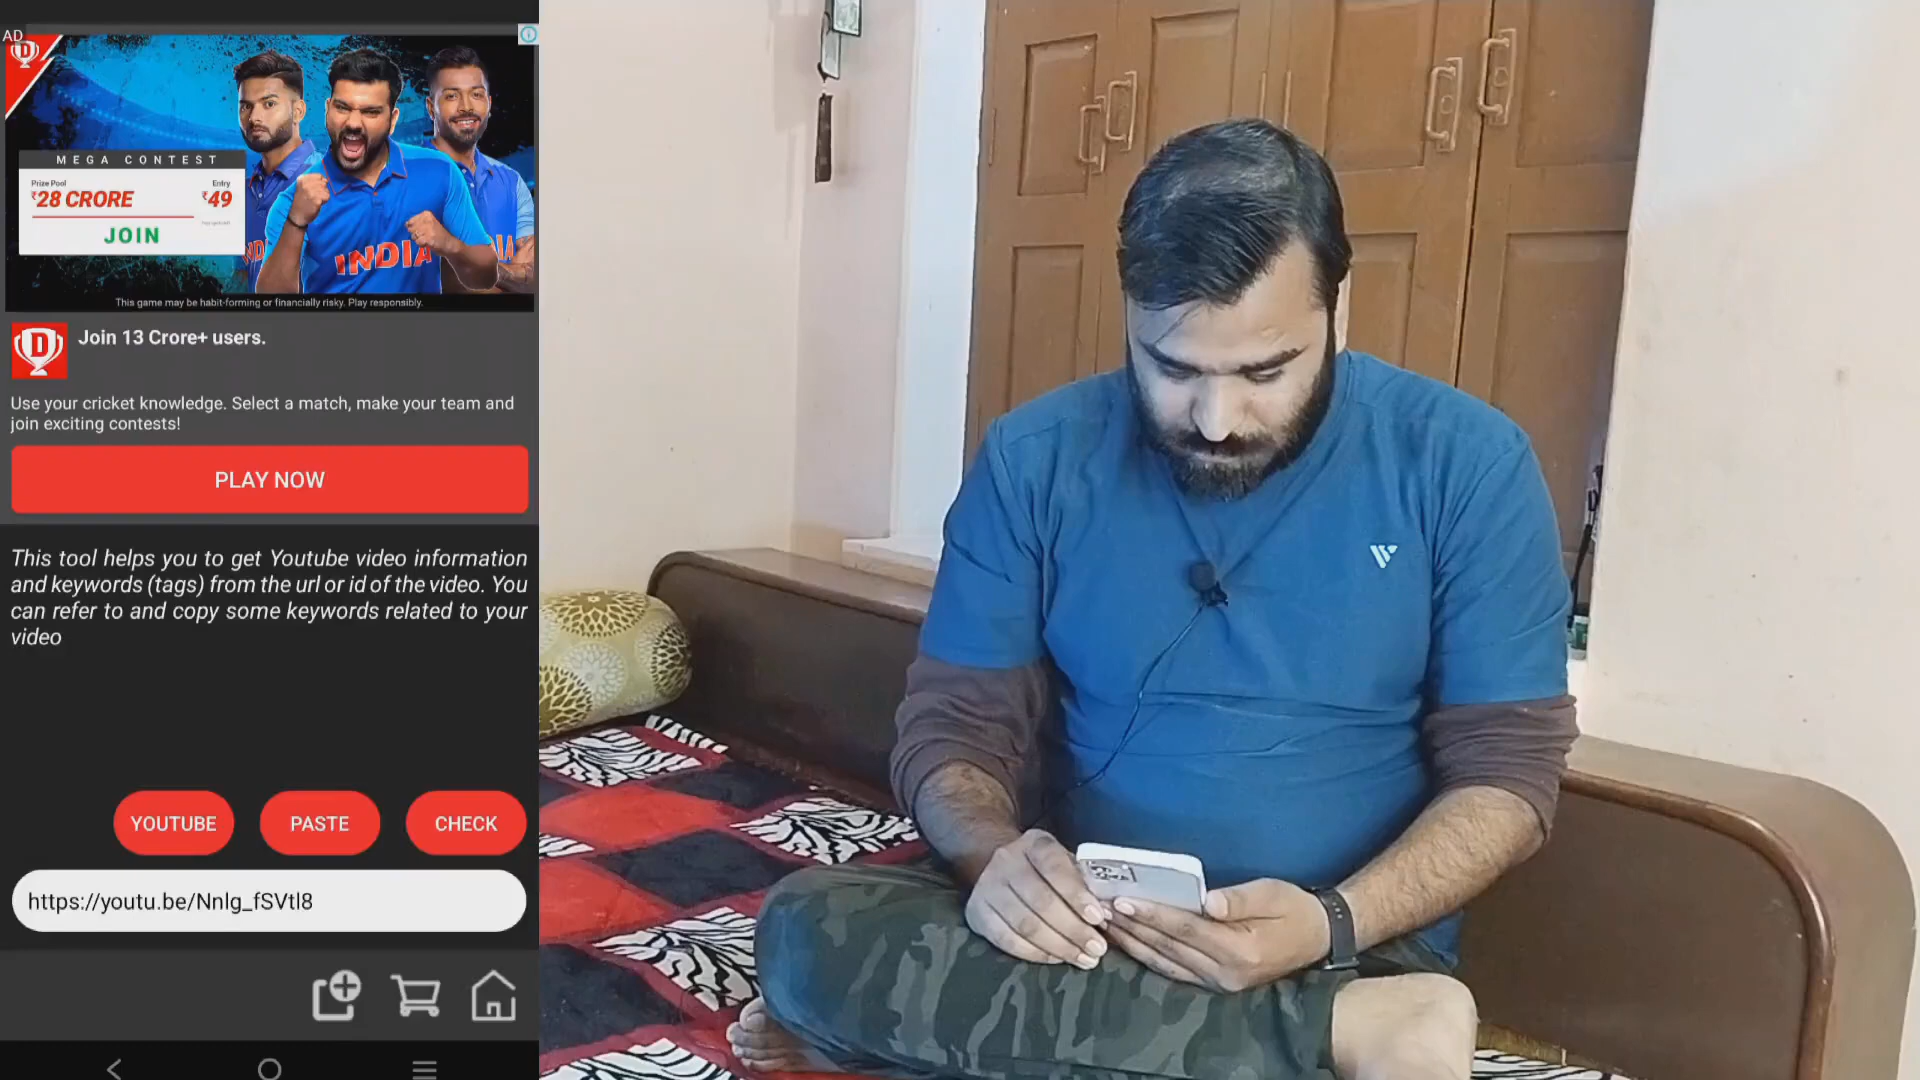 AD
D
MEGA CONTEST
Prize Pool
Entry
₹28 CRORE
₹49
JOIN
INDIA
This game may be habit-forming or financially risky. Play responsibly.
D
Join 13 Crore+ users.
Use your cricket knowledge. Select a match, make your team and
join exciting contests!
PLAY NOW
This tool helps you to get Youtube video information
and keywords (tags) from the url or id of the video. You
can refer to and copy some keywords related to your
video
YOUTUBE
PASTE
CHECK
https://youtu.be/Nnlg_fSVtl8